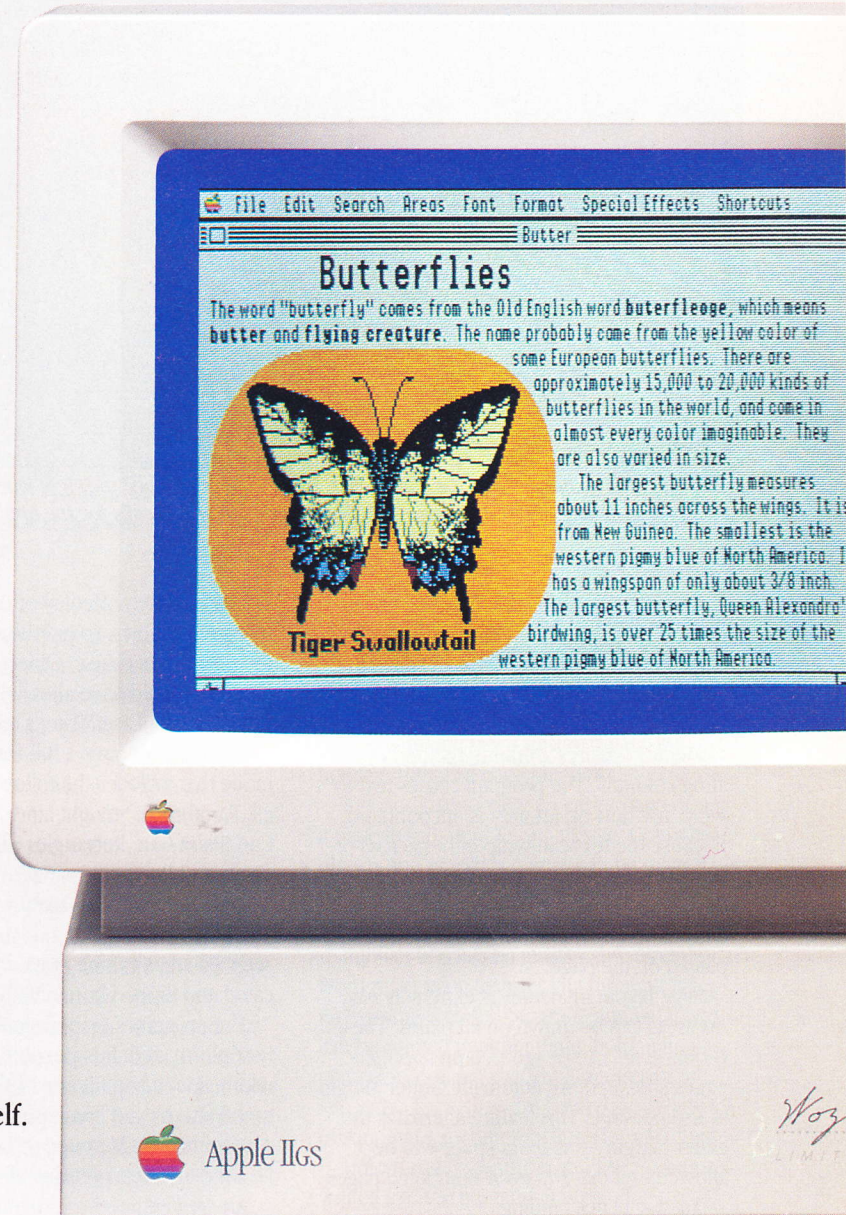 File Edit Search Areas Font Format Special Effects Shortcuts
Butter
Butterflies
The word "butterfly" comes from the Old English word buterfleoge, which means
butter and flying creature. The name probably came from the yellow color of
some European butterflies. There are
approximately 15,000 to 20,000 kinds of
butterflies in the world, and come in
almost every color imaginable. They
are also varied in size.
The largest butterfly measures
about 11 inches across the wings. It is
from New Guinea. The smallest is the
western pigmy blue of North America. I
has a wingspan of only about 3/8 inch.
The largest butterfly, Queen Alexandra'
birdwing, is over 25 times the size of the
western pigmy blue of North America.
Tiger Swallowtail
elf.
Apple IIGS
Woz
LIMIT